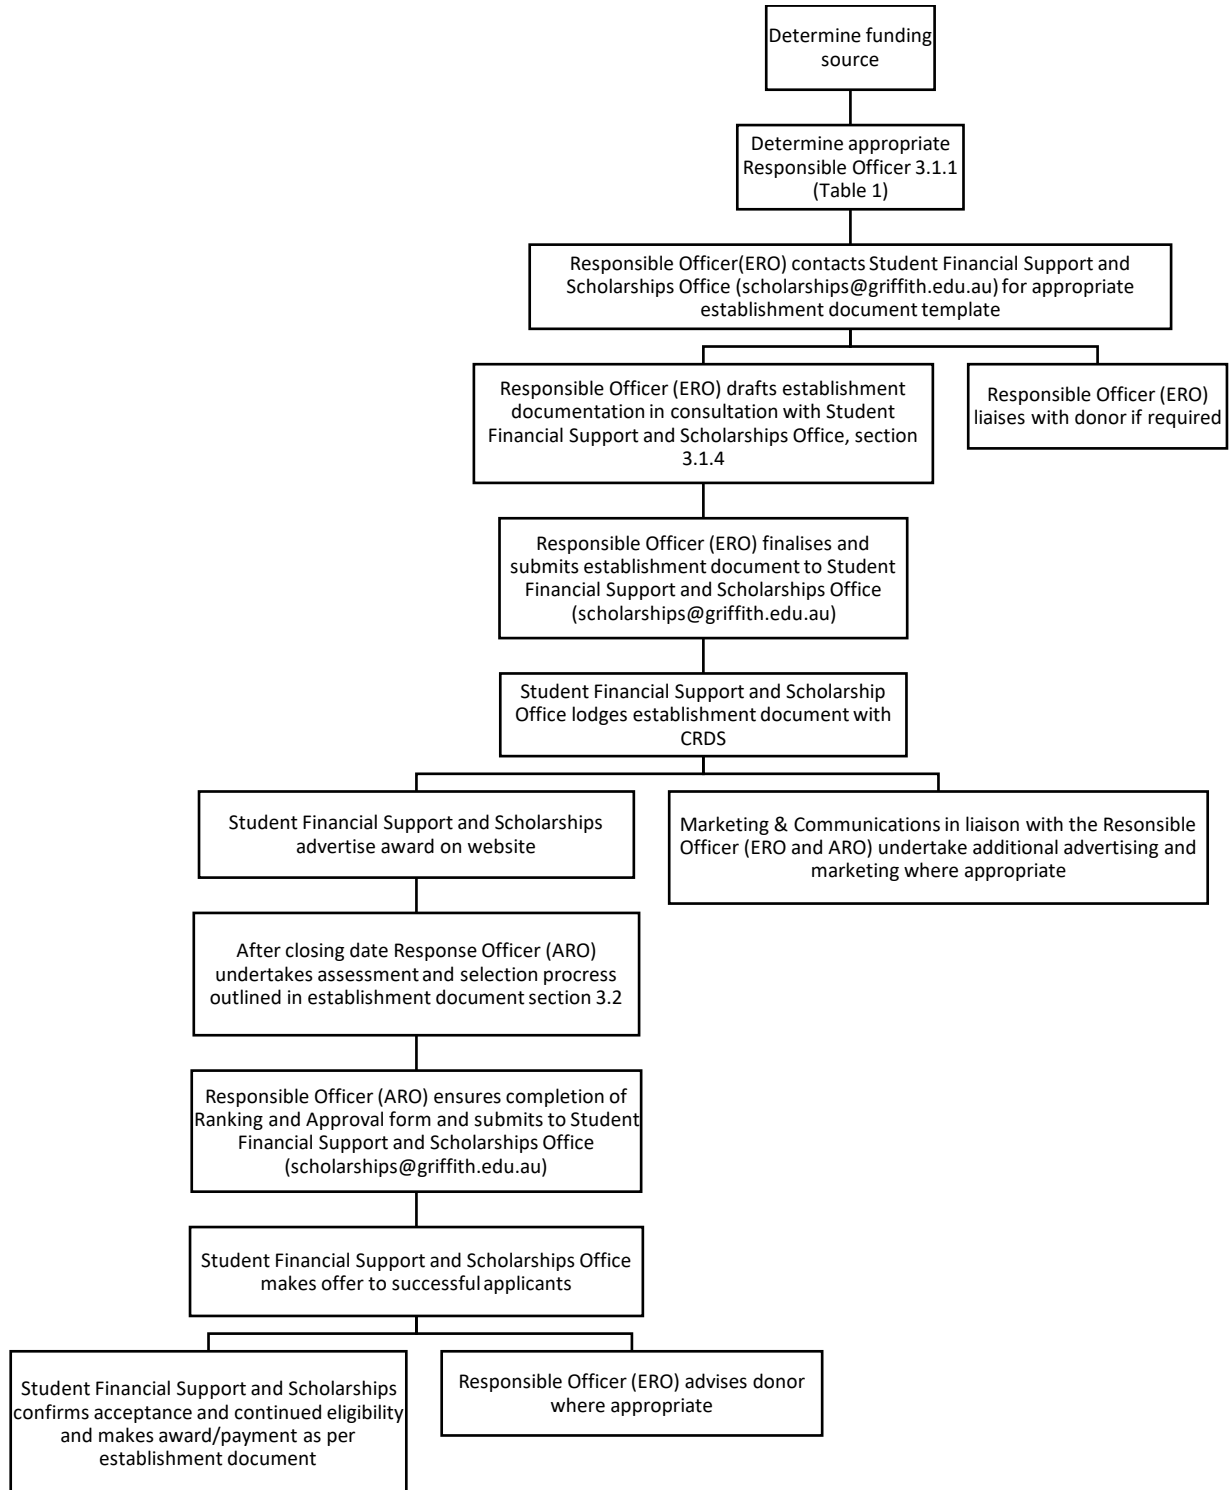 Determine funding
source
Determine appropriate
Responsible Officer 3.1.1
(Table 1)
Responsible Officer(ERO) contacts Student Financial Support and
Scholarships Office (scholarships@griffith.edu.au) for appropriate
establishment document template
Responsible Officer (ERO) drafts establishment
documentation in consultation with Student
Financial Support and Scholarships Office, section
3.1.4
Responsible Officer (ERO)
liaises with donor if required
Responsible Officer (ERO) finalises and
submits establishment document to Student
Financial Support and Scholarships Office
(scholarships@griffith.edu.au)
Student Financial Support and Scholarship
Office lodges establishment document with
CRDS
Student Financial Support and Scholarships
advertise award on website
Marketing & Communications in liaison with the Resonsible
Officer (ERO and ARO) undertake additional advertising and
marketing where appropriate
After closing date Response Officer (ARO)
undertakes assessment and selection procress
outlined in establishment document section 3.2
Responsible Officer (ARO) ensures completion of
Ranking and Approval form and submits to Student
Financial Support and Scholarships Office
(scholarships@griffith.edu.au)
Student Financial Support and Scholarships Office
makes offer to successful applicants
Student Financial Support and Scholarships
confirms acceptance and continued eligibility
and makes award/payment as per
establishment document
Responsible Officer (ERO) advises donor
where appropriate